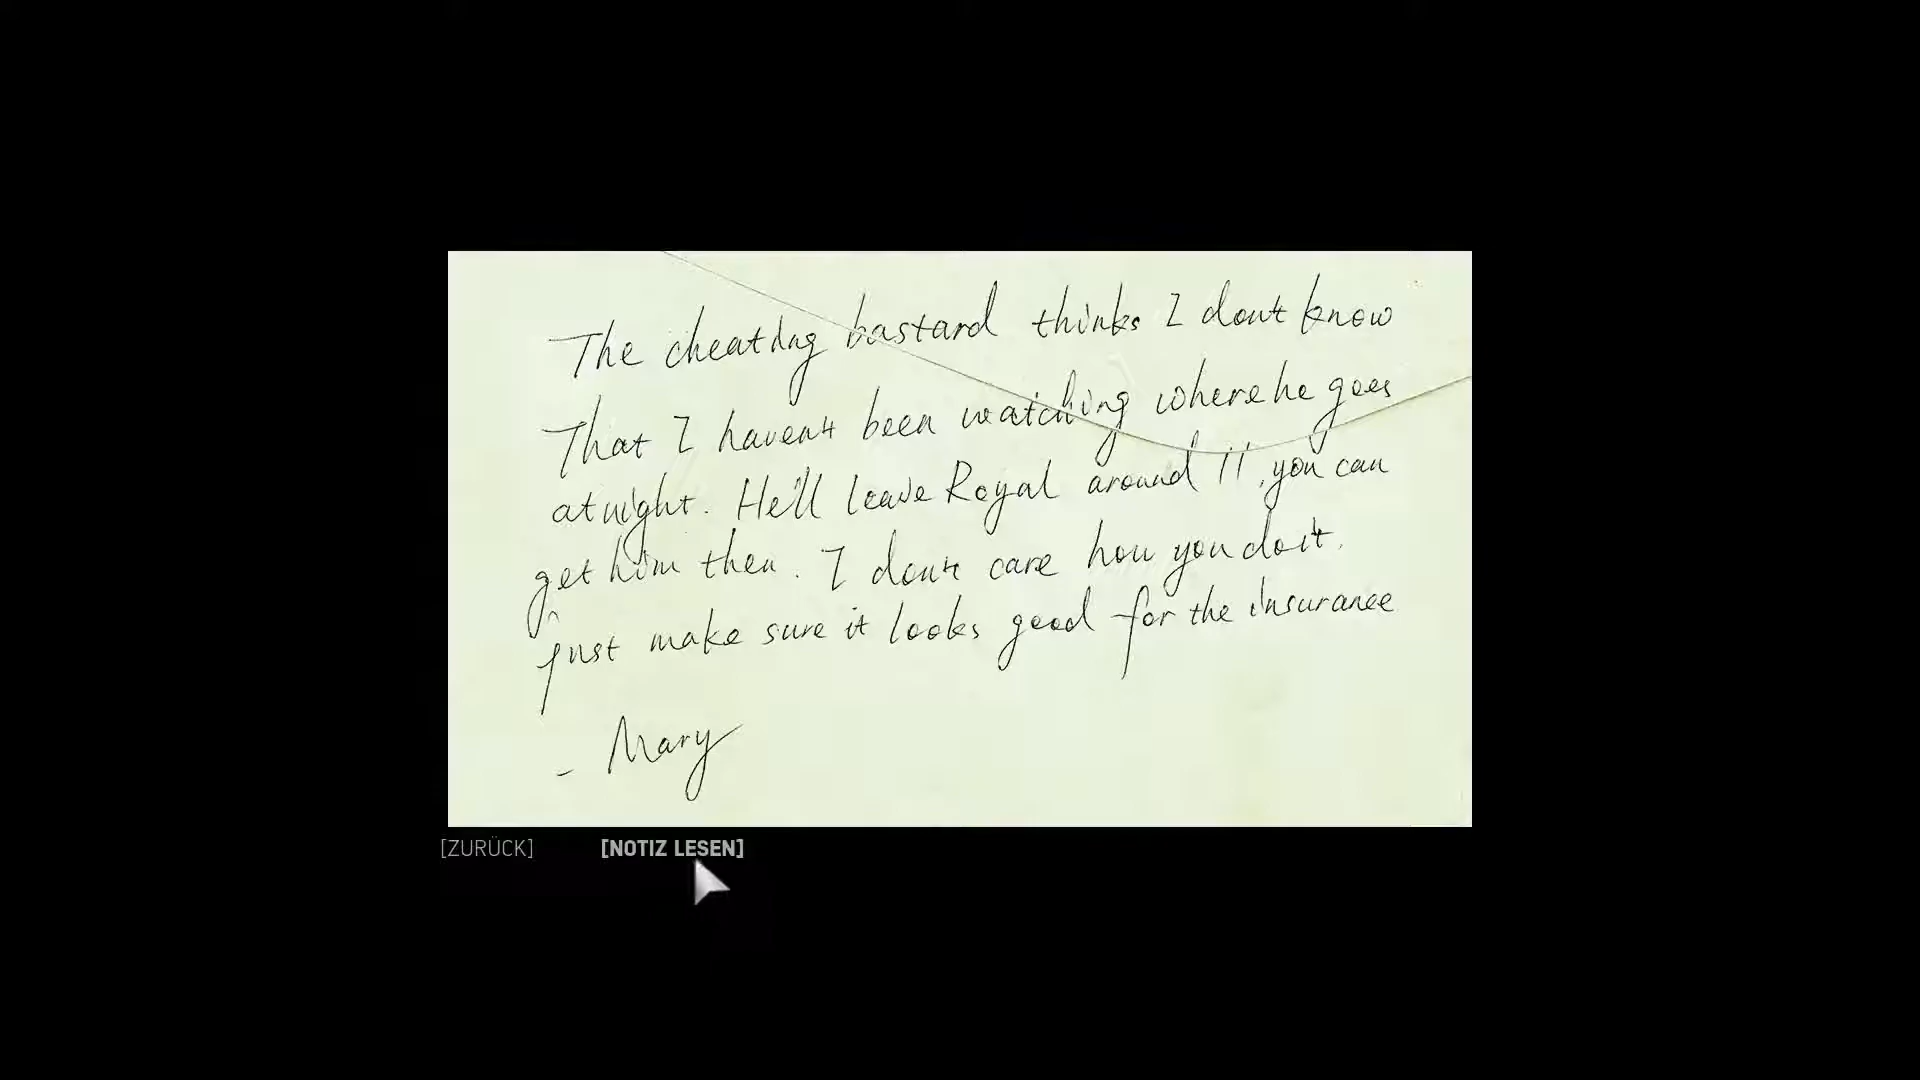 The cheating bastard thinks I don't know
That I haven't been watching where he goes
at night. He'll leave Royal around 11, you can
get him then. I don't care how you do it.
just make sure it looks good for the insurance
- Mary
[ZURÜCK] [NOTIZ LESEN]